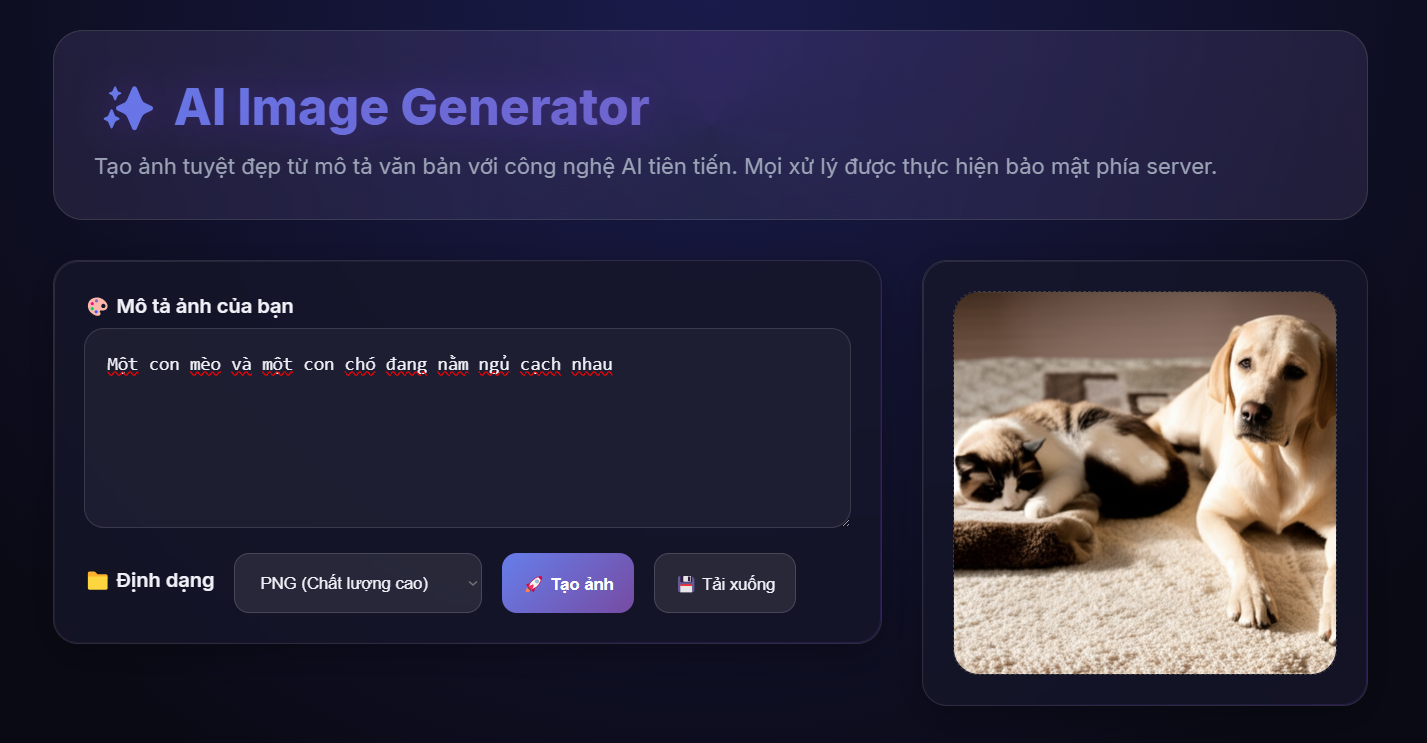 AI Image Generator
Tạo ảnh tuyệt đẹp từ mô tả văn bản với công nghệ AI tiên tiến. Mọi xử lý được thực hiện bảo mật phía server.
Mô tả ảnh của bạn
Một con mèo và một con chó đang nằm ngủ cạch nhau
Định dạng
PNG (Chất lượng cao)
Tạo ảnh
Tải xuống